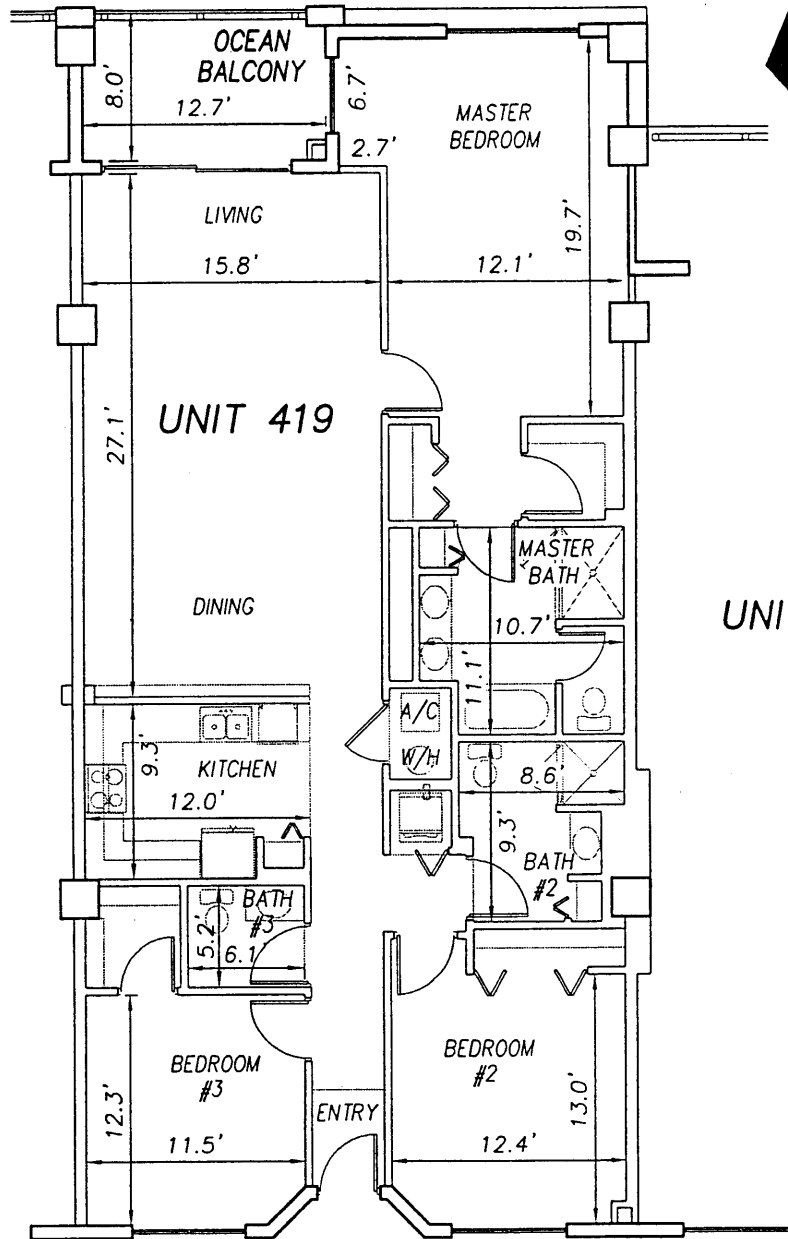 OCEAN
BALCONY
8.0'
12.7'
6.7'
2.7'
MASTER
BEDROOM
LIVING
15.8'
12.1'
19.7'
27.1'
UNIT 419
DINING
MASTER
BATH
10.7'
11.1'
UNI
A/C
W/H
9.3'
KITCHEN
12.0'
8.6'
9.3'
BATH
#2
BATH
#3
5.2'
6.1'
BEDROOM
#3
12.3'
11.5'
ENTRY
BEDROOM
#2
13.0'
12.4'